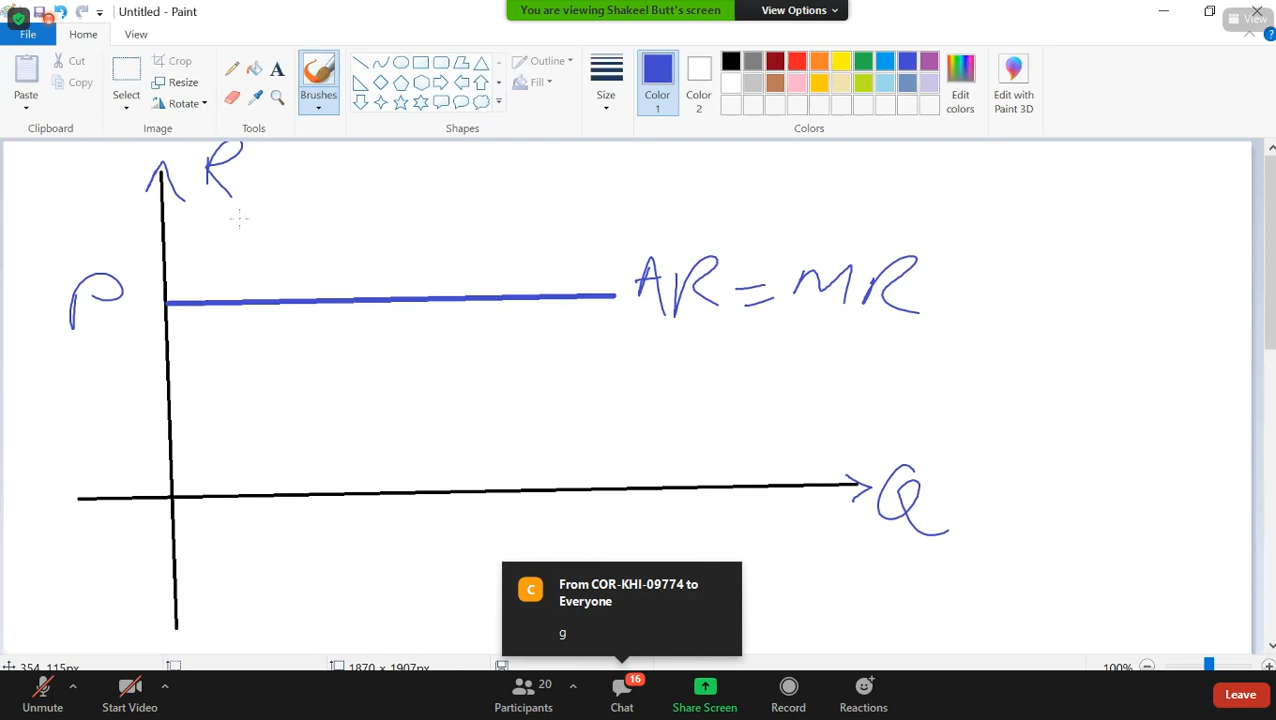 Untitled - Paint
You are viewing Shakeel Butt's screen
View Options
View
File
Home
View
Paste
Cut
Copy
Clipboard
Select
Crop
Resize
Rotate
Image
A
Tools
Brushes
Shapes
Outline
Fill
Size
Color 1
Color 2
Edit colors
Colors
Edit with Paint 3D
R
P
AR = MR
Q
C
From COR-KHI-09774 to
Everyone
g
354, 115px
1870 × 1907px
100%
Unmute
Start Video
20
Participants
16
Chat
Share Screen
Record
Reactions
Leave